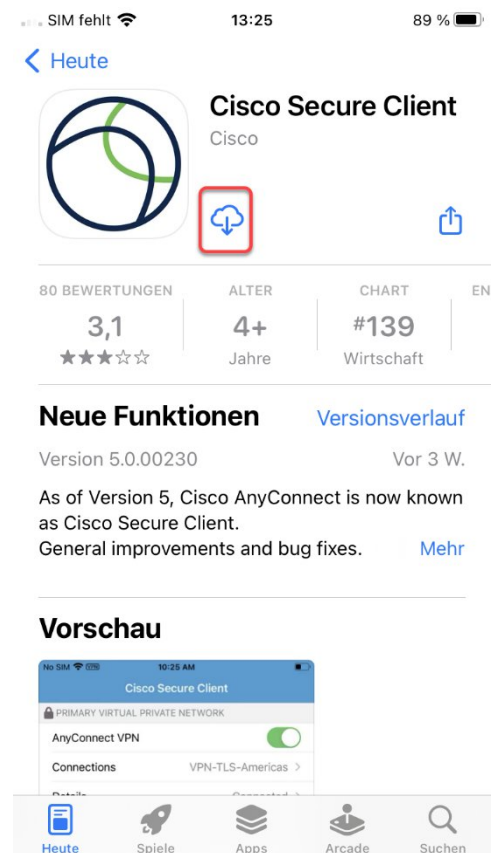 SIM fehlt 13:25 89 %
Heute
Cisco Secure Client
Cisco
80 BEWERTUNGEN ALTER CHART EN
3,1 4+ #139
Jahre Wirtschaft
Neue Funktionen Versionsverlauf
Version 5.0.00230 Vor 3 W.
As of Version 5, Cisco AnyConnect is now known
as Cisco Secure Client.
General improvements and bug fixes. Mehr
Vorschau
No SIM VPN 10:25 AM
Cisco Secure Client
PRIMARY VIRTUAL PRIVATE NETWORK
AnyConnect VPN
Connections VPN-TLS-Americas
Details Connected
Heute Spiele Apps Arcade Suchen